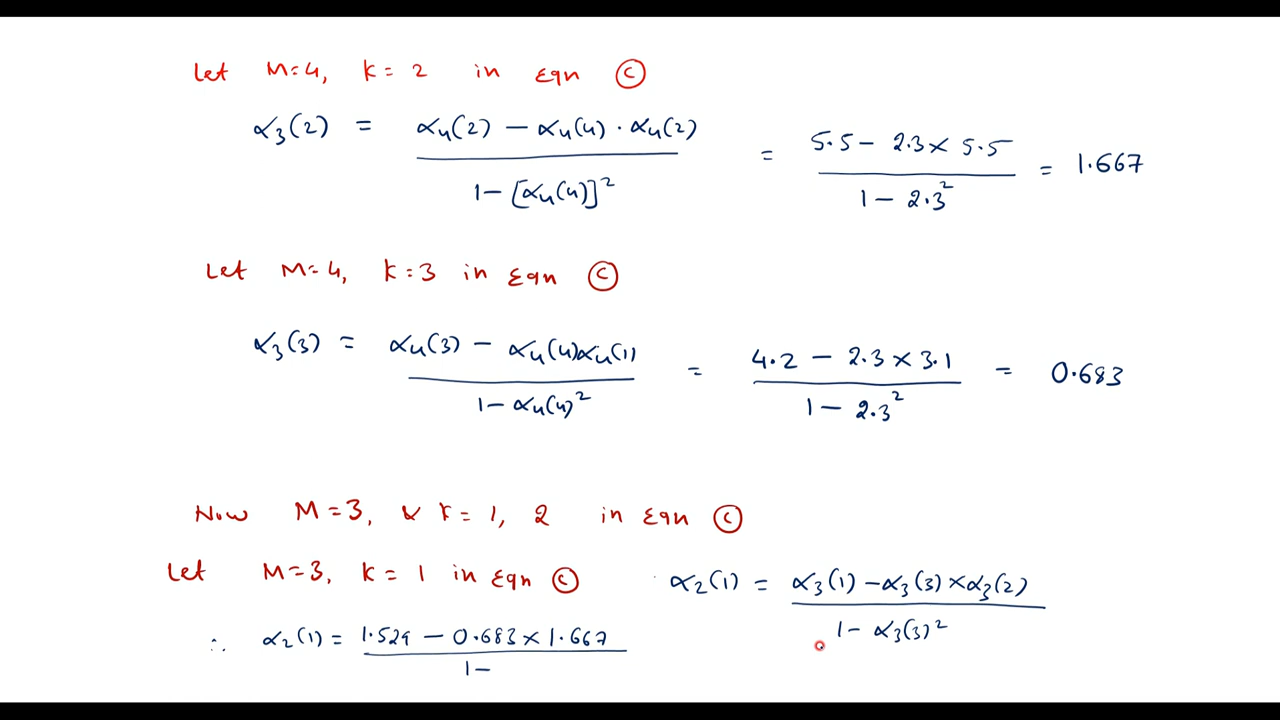 Let M=4, K=2 in Eqn Ⓒ
α₃(2) = α₄(2) − α₄(4) · α₄(2) / 1 − [α₄(4)]² = 5.5 − 2.3 × 5.5 / 1 − 2.3² = 1.667
Let M=4, K=3 in Eqn Ⓒ
α₃(3) = α₄(3) − α₄(4)α₄(1) / 1 − α₄(4)² = 4.2 − 2.3 × 3.1 / 1 − 2.3² = 0.683
Now M=3, & K=1, 2 in Eqn Ⓒ
Let M=3, K=1 in Eqn Ⓒ α₂(1) = α₃(1) − α₃(3) × α₃(2) / 1 − α₃(3)²
∴ α₂(1) = 1.529 − 0.683 × 1.667 / 1 −